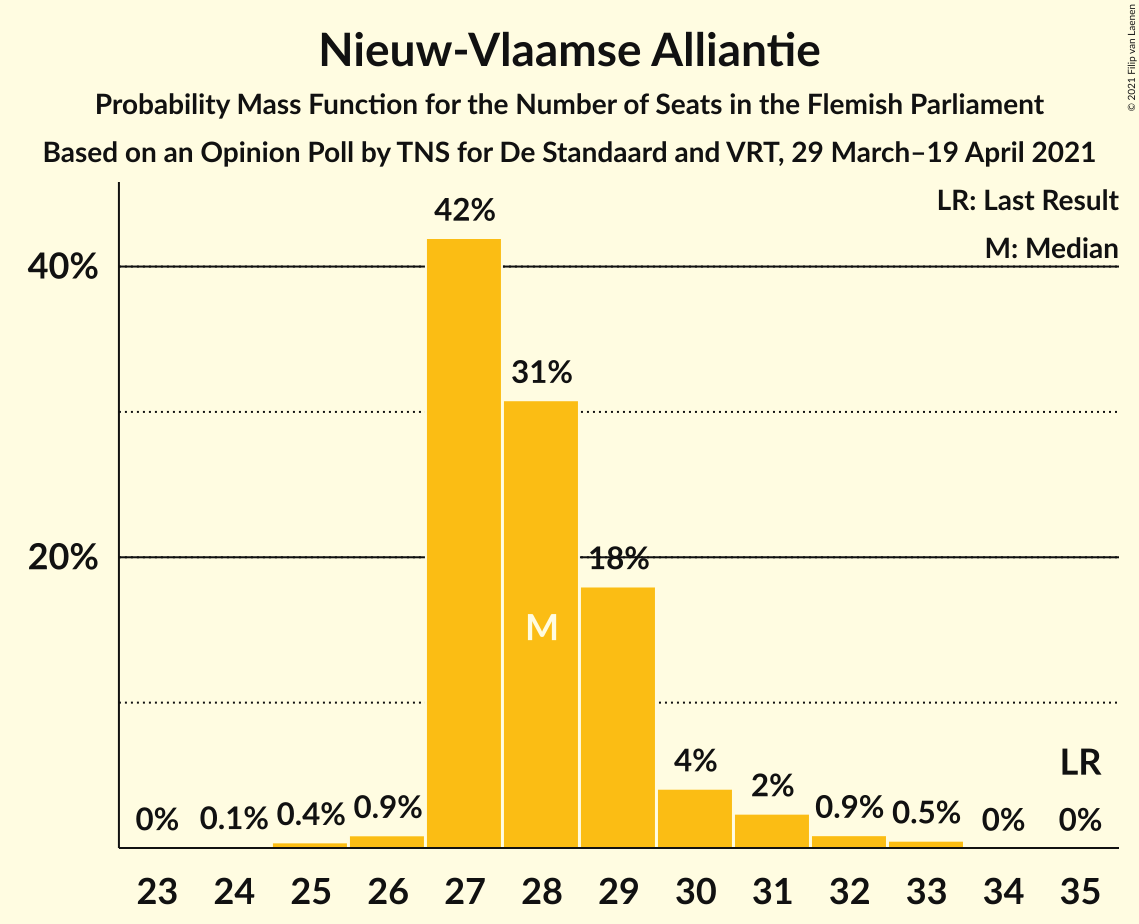 Nieuw-Vlaamse Alliantie
Probability Mass Function for the Number of Seats in the Flemish Parliament
Based on an Opinion Poll by TNS for De Standaard and VRT, 29 March–19 April 2021
© 2021 Filip van Laenen
LR: Last Result
M: Median
40%
20%
42%
31%
18%
M
4%
2%
LR
0%
0.1%
0.4%
0.9%
0.9%
0.5%
0%
0%
23 24 25 26 27 28 29 30 31 32 33 34 35